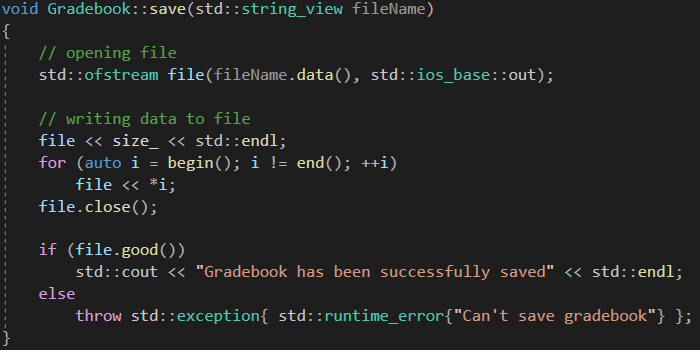 void Gradebook::save(std::string_view fileName)
{
    // opening file
    std::ofstream file(fileName.data(), std::ios_base::out);

    // writing data to file
    file << size_ << std::endl;
    for (auto i = begin(); i != end(); ++i)
        file << *i;
    file.close();

    if (file.good())
        std::cout << "Gradebook has been successfully saved" << std::endl;
    else
        throw std::exception{ std::runtime_error{"Can't save gradebook"} };
}